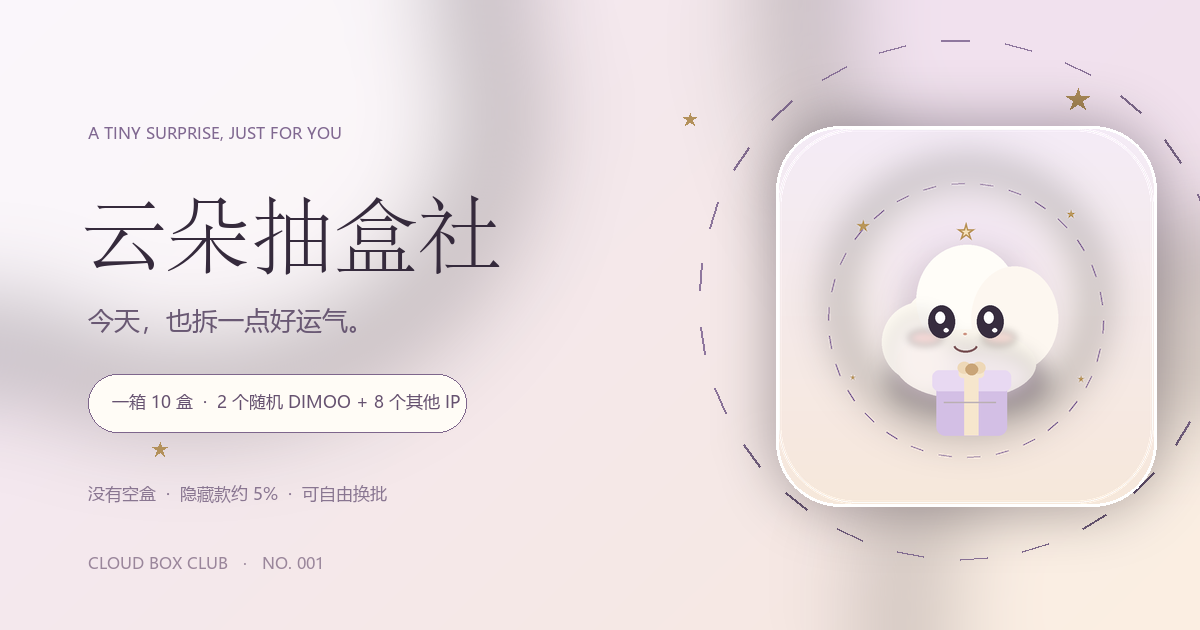 A TINY SURPRISE, JUST FOR YOU
云朵抽盒社
今天，也拆一点好运气。
一箱 10 盒 · 2 个随机 DIMOO + 8 个其他 IP
没有空盒 · 隐藏款约 5% · 可自由换批
CLOUD BOX CLUB · NO. 001